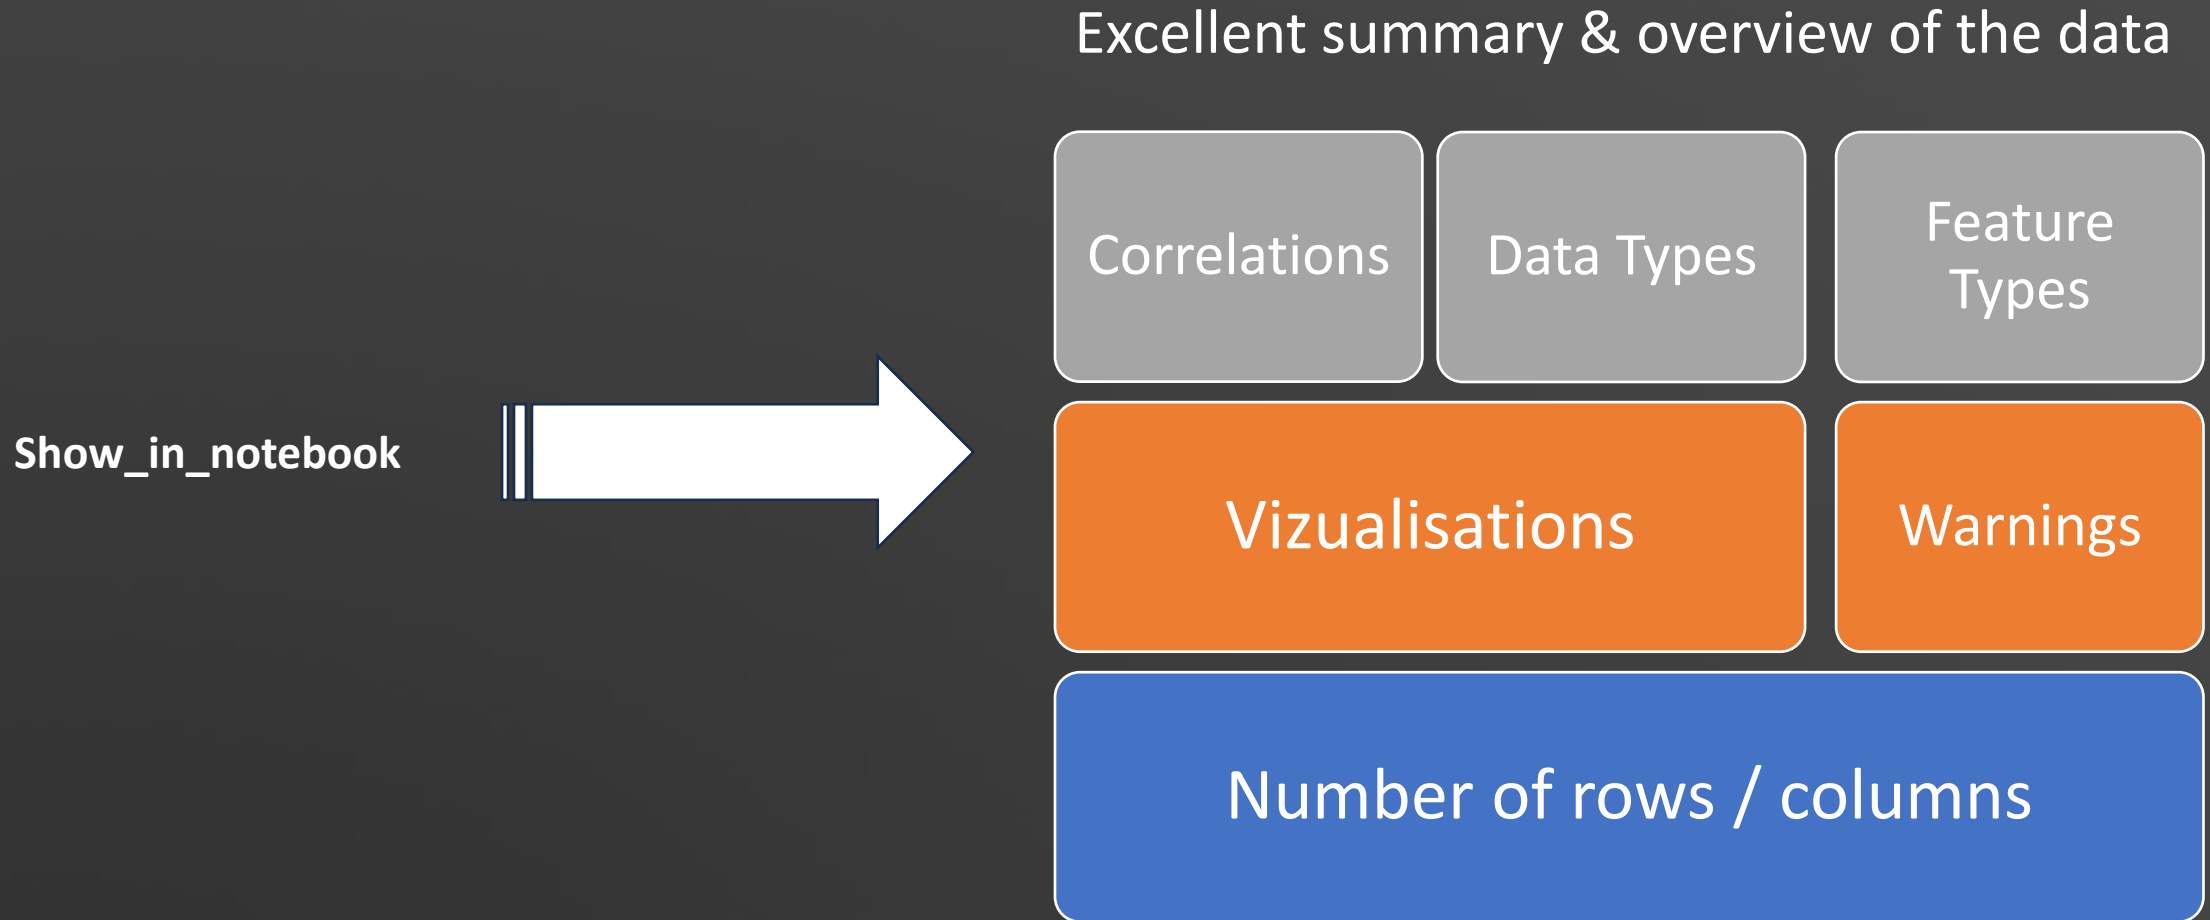 Excellent summary & overview of the data
Correlations
Data Types
Feature
Types
Show_in_notebook
Vizualisations
Warnings
Number of rows / columns